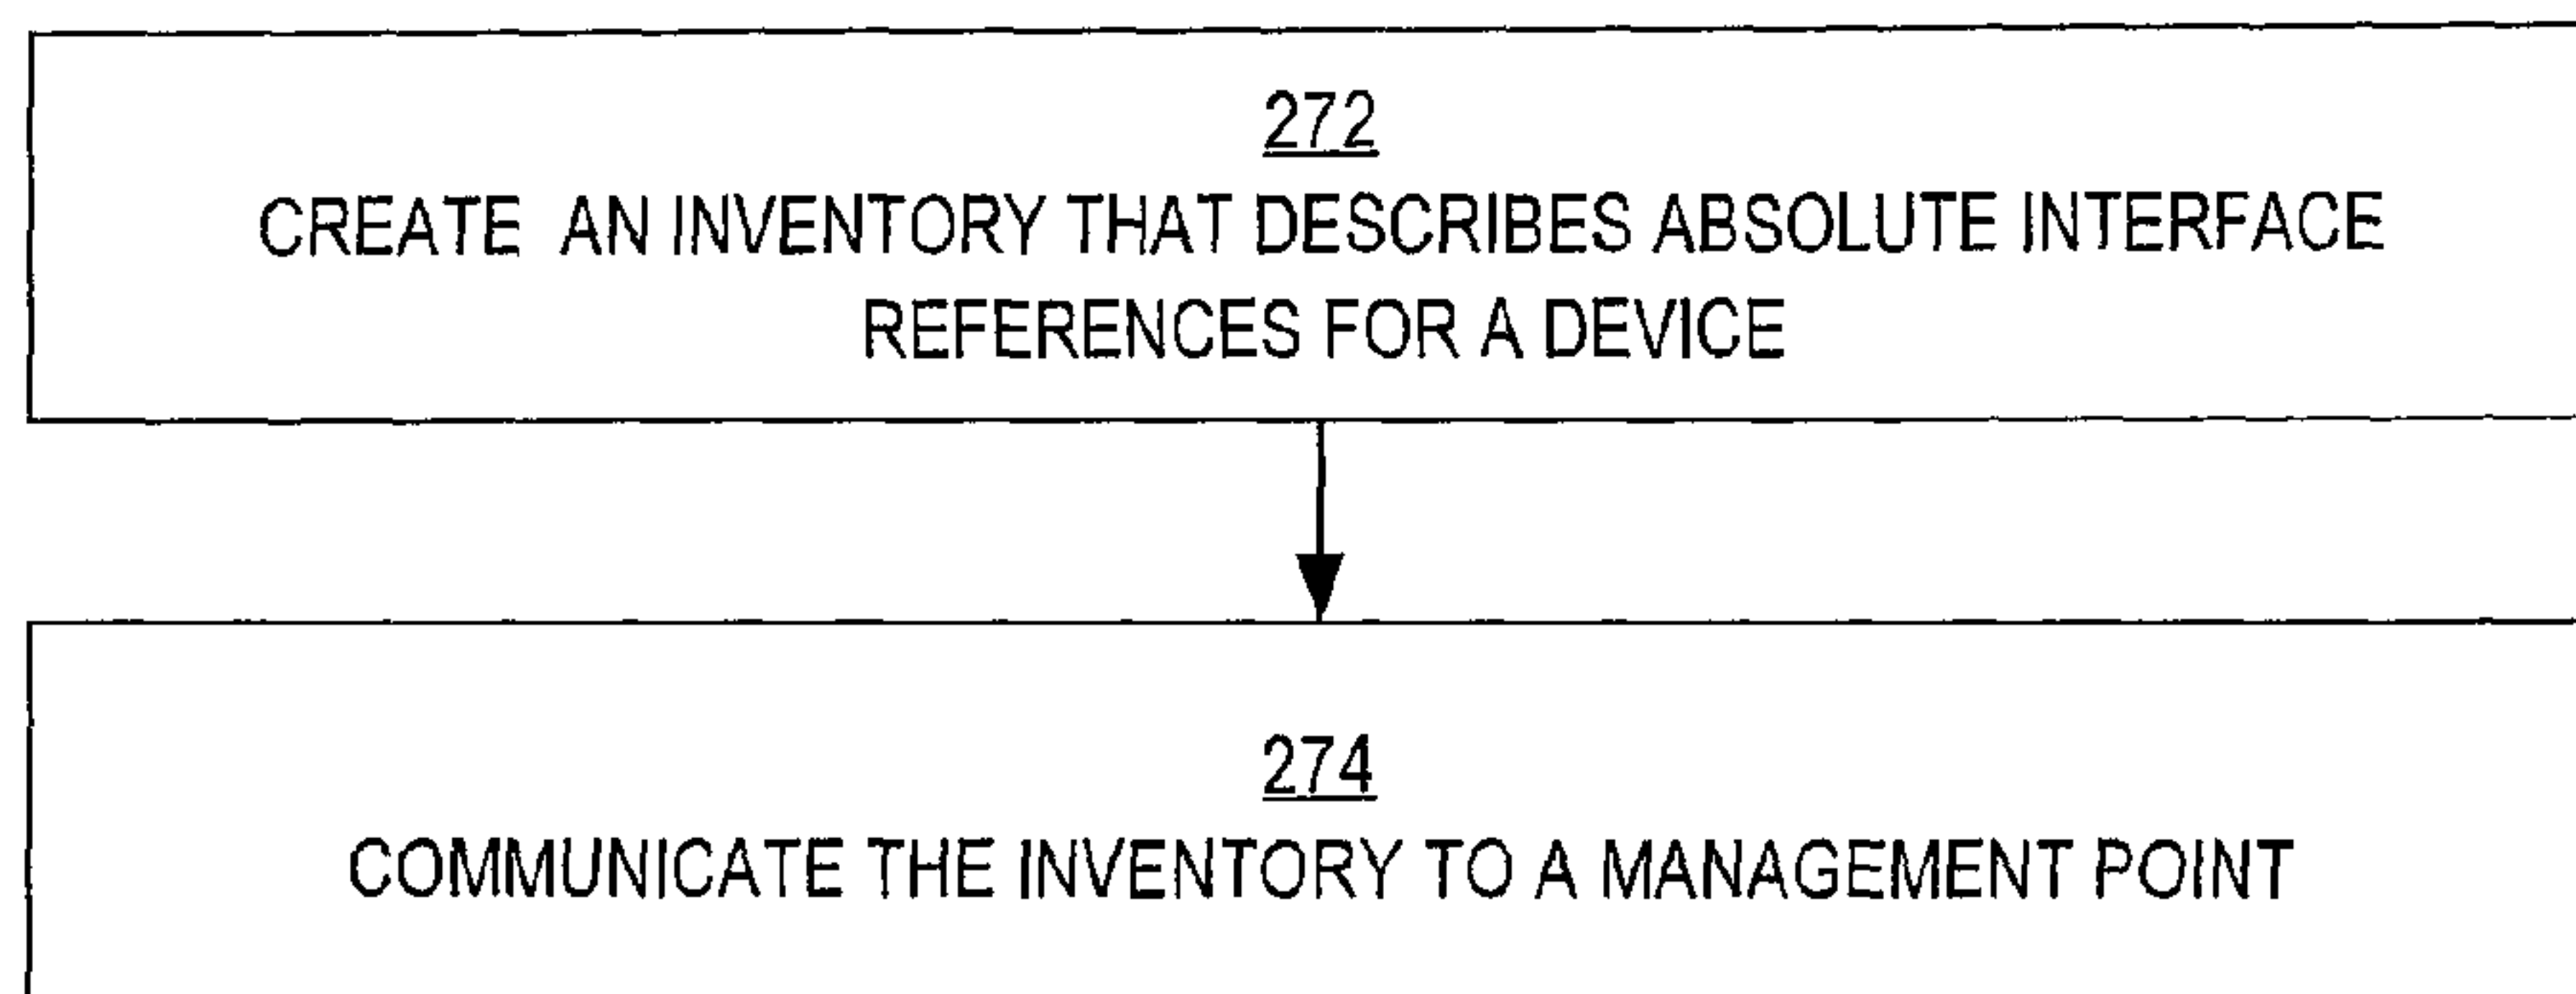 272
CREATE AN INVENTORY THAT DESCRIBES ABSOLUTE INTERFACE
REFERENCES FOR A DEVICE
274
COMMUNICATE THE INVENTORY TO A MANAGEMENT POINT